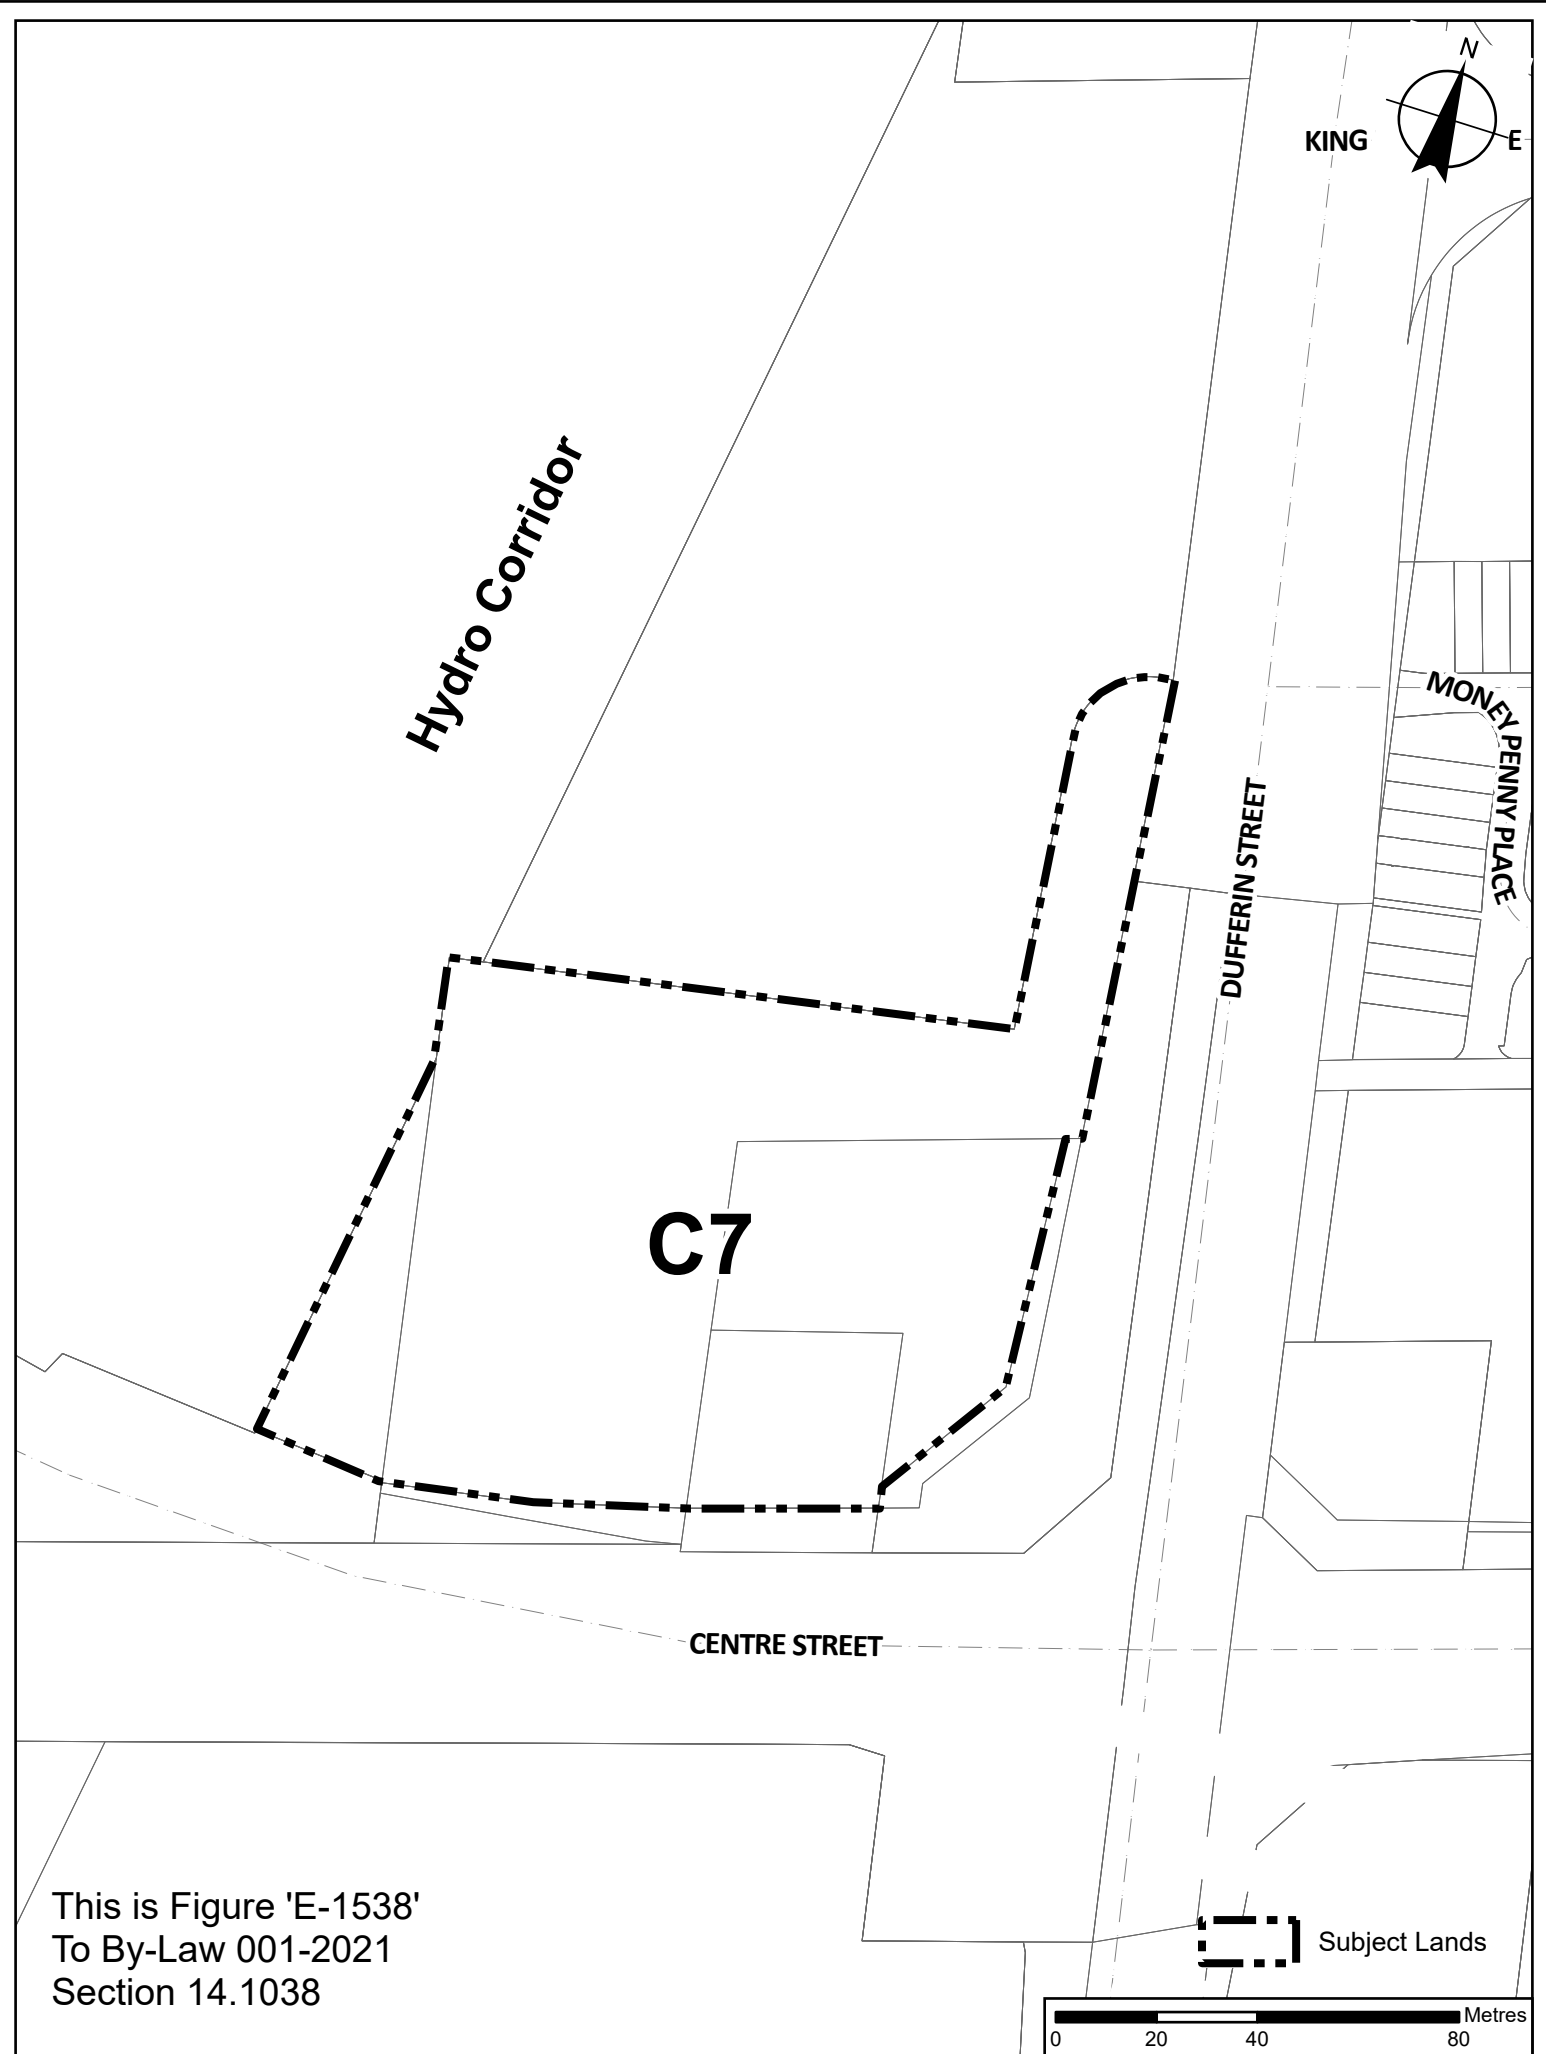 N
KING
E
Hydro Corridor
MONEY PENNY PLACE
DUFFERIN STREET
C7
CENTRE STREET
This is Figure 'E-1538'
To By-Law 001-2021
Section 14.1038
Subject Lands
Metres
0 20 40 80